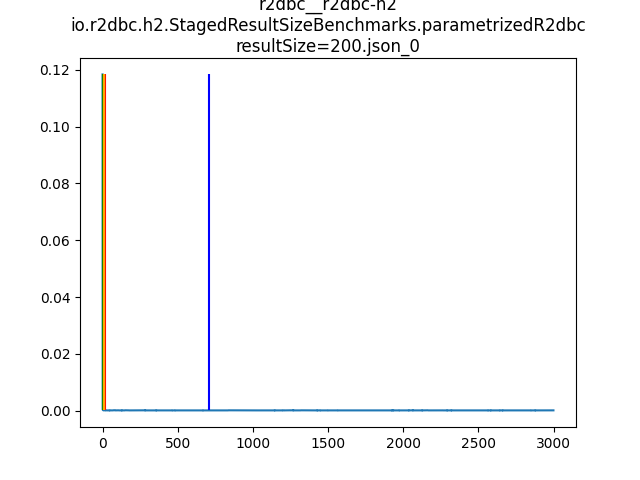 r2dbc__r2dbc-h2
io.r2dbc.h2.StagedResultSizeBenchmarks.parametrizedR2dbc
resultSize=200.json_0
0.12
0.10
0.08
0.06
0.04
0.02
0.00
0 500 1000 1500 2000 2500 3000